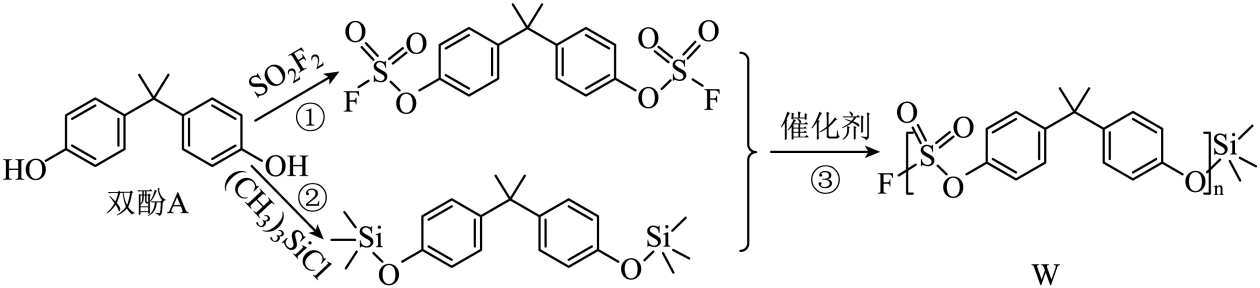 HO
OH
双酚A
SO₂F₂
①
②
(CH₃)₃SiCl
O
O
S
F
O
O
O
S
O
F
Si
O
Si
O
催化剂
③
O
O
S
F
O
O
Si
n
W